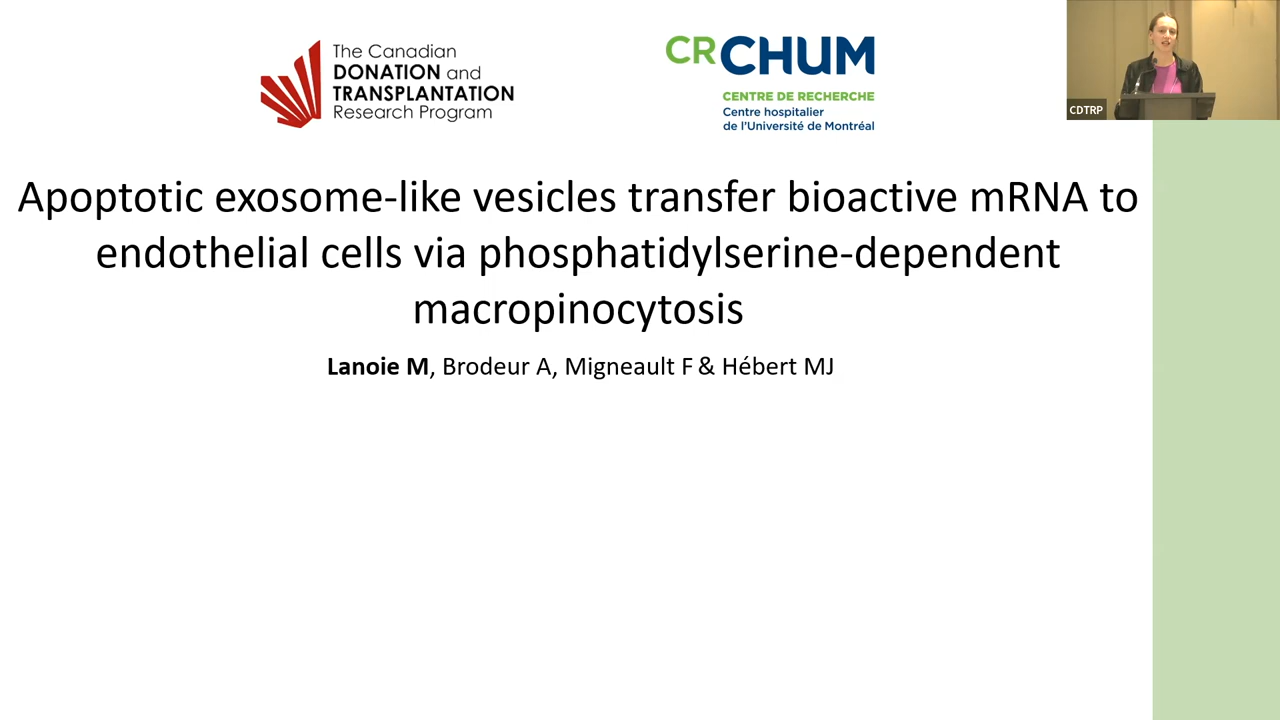 The Canadian
DONATION and
TRANSPLANTATION
Research Program
CRCHUM
CENTRE DE RECHERCHE
Centre hospitalier
de l'Université de Montréal
CDTRP
Apoptotic exosome-like vesicles transfer bioactive mRNA to
endothelial cells via phosphatidylserine-dependent
macropinocytosis
Lanoie M, Brodeur A, Migneault F & Hébert MJ